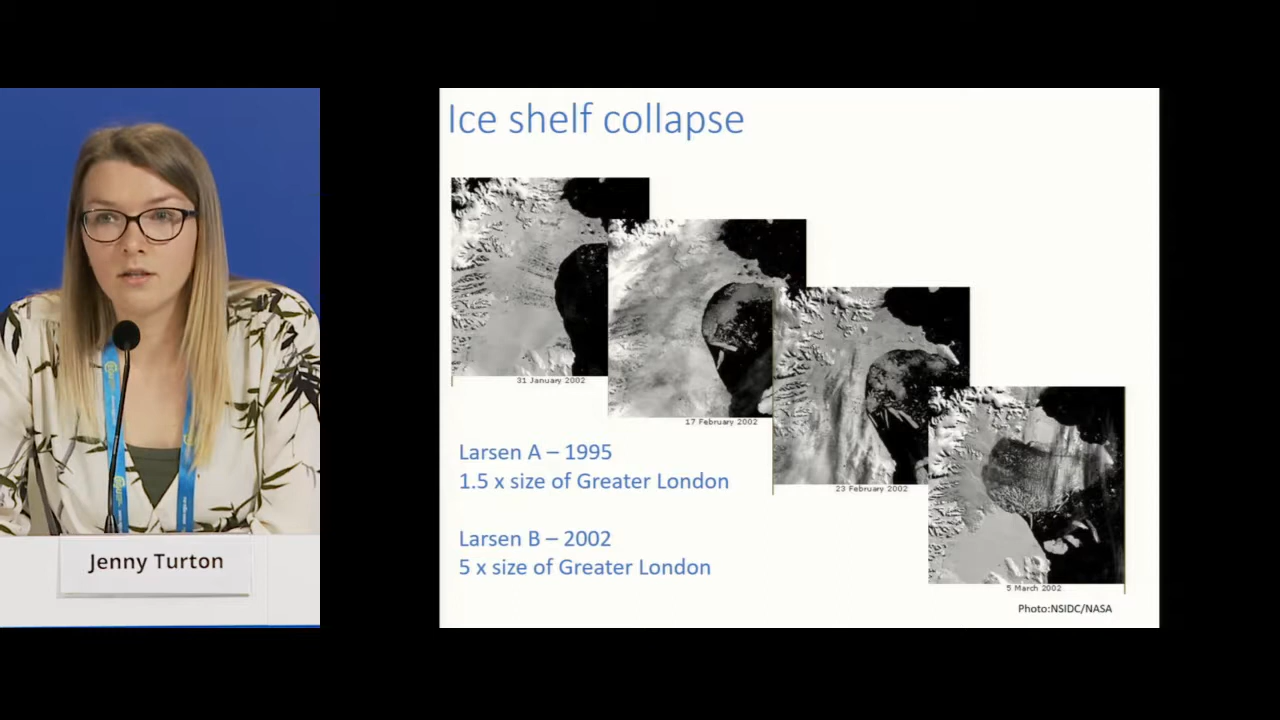 Ice shelf collapse
31 January 2002
17 February 2002
23 February 2002
5 March 2002
Larsen A – 1995
1.5 x size of Greater London
Larsen B – 2002
5 x size of Greater London
Photo:NSIDC/NASA
Jenny Turton